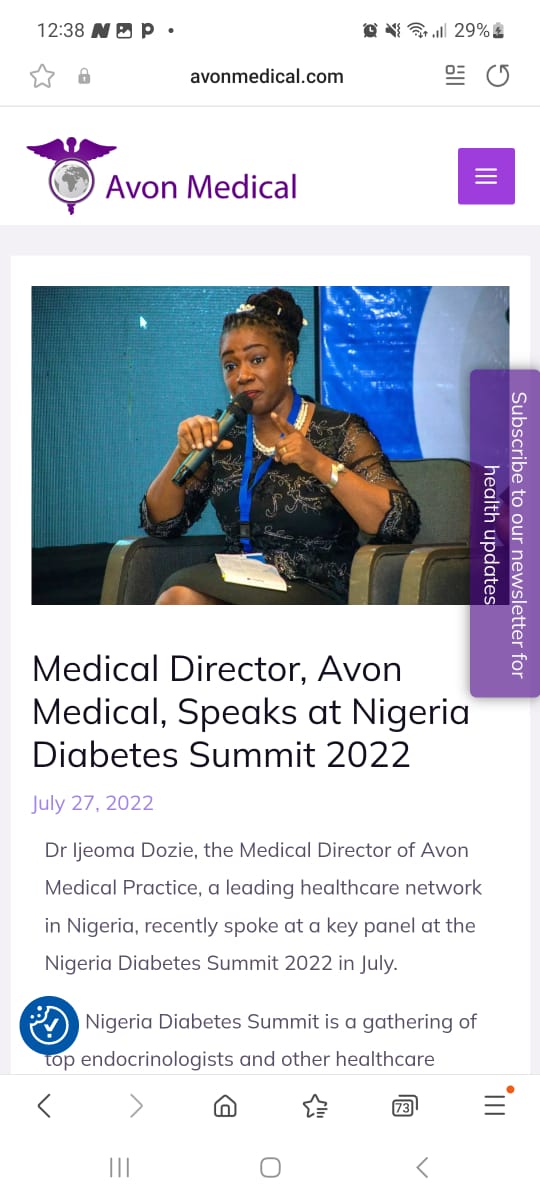 12:38
29%
avonmedical.com
Avon Medical
Subscribe to our newsletter for
health updates
Medical Director, Avon
Medical, Speaks at Nigeria
Diabetes Summit 2022
July 27, 2022
Dr Ijeoma Dozie, the Medical Director of Avon
Medical Practice, a leading healthcare network
in Nigeria, recently spoke at a key panel at the
Nigeria Diabetes Summit 2022 in July.
Nigeria Diabetes Summit is a gathering of
top endocrinologists and other healthcare
73